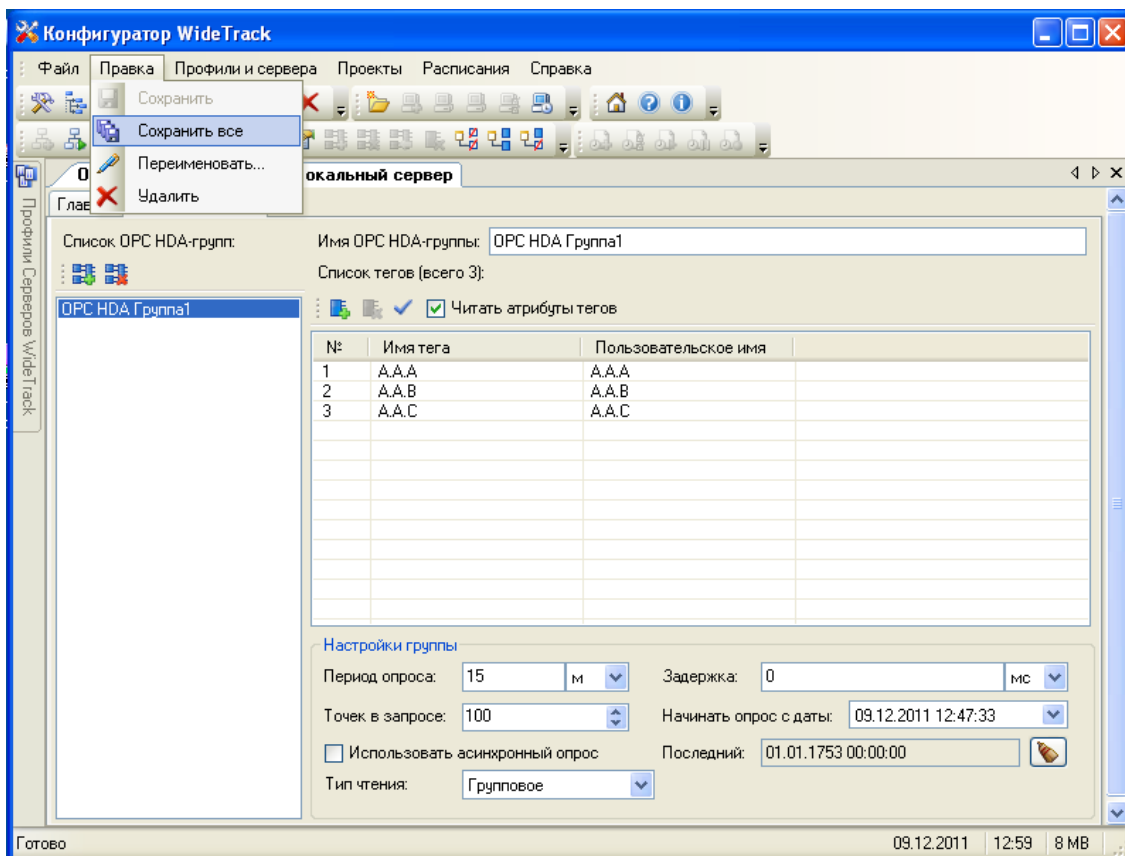 Конфигуратор WideTrack
Файл Правка Профили и сервера Проекты Расписания Справка
Сохранить
Сохранить все
Переименовать...
Удалить
О окальный сервер
Глав
Профили Серверов WideTrack
Список OPC HDA-групп:
OPC HDA Группа1
Имя OPC HDA-группы: OPC HDA Группа1
Список тегов (всего 3):
Читать атрибуты тегов
№ Имя тега Пользовательское имя
1 A.A.A A.A.A
2 A.A.B A.A.B
3 A.A.C A.A.C
Настройки группы
Период опроса: 15 м Задержка: 0 мс
Точек в запросе: 100 Начинать опрос с даты: 09.12.2011 12:47:33
Использовать асинхронный опрос Последний: 01.01.1753 00:00:00
Тип чтения: Групповое
Готово 09.12.2011 12:59 8 MB